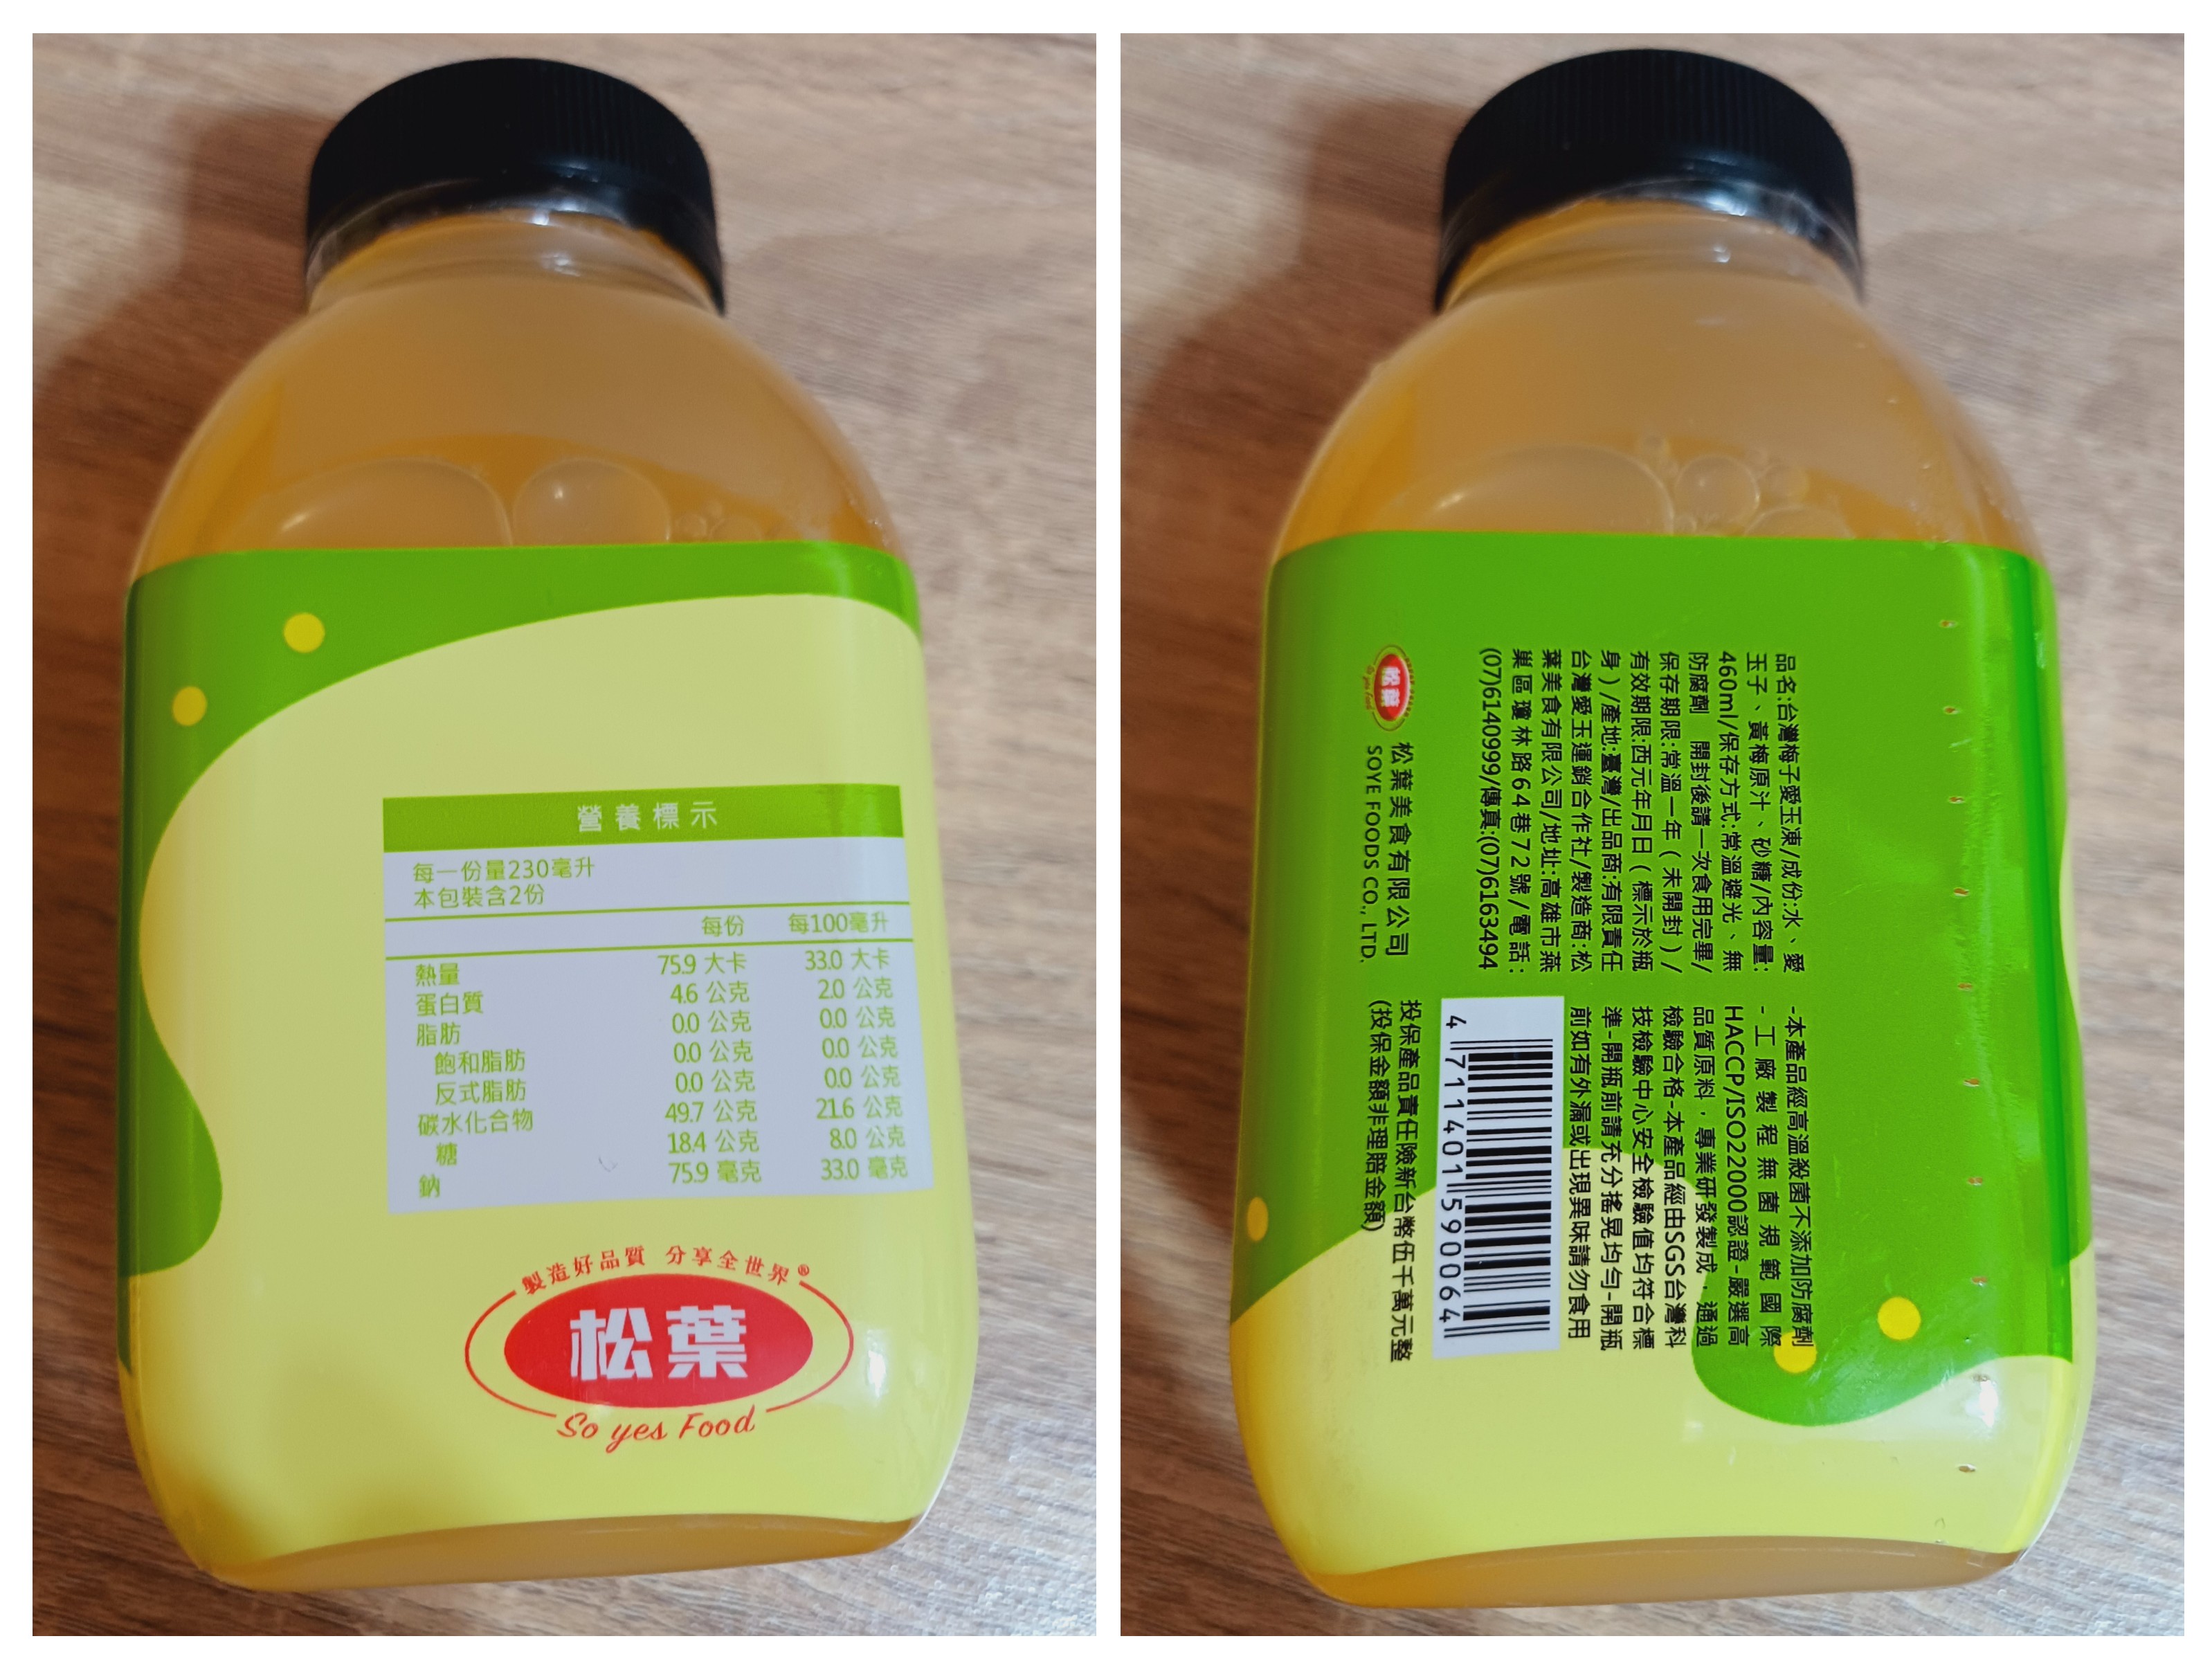 營養標示
每一份量230毫升
本包裝含2份
每份 每100毫升
熱量 75.9 大卡 33.0 大卡
蛋白質 4.6 公克 2.0 公克
脂肪 0.0 公克 0.0 公克
飽和脂肪 0.0 公克 0.0 公克
反式脂肪 0.0 公克 0.0 公克
碳水化合物 49.7 公克 21.6 公克
糖 18.4 公克 8.0 公克
鈉 75.9 毫克 33.0 毫克
製造好品質 分享全世界®
松葉
So yes Food
品名:台灣梅子愛玉凍/成份:水、愛
玉子、黃梅原汁、砂糖/內容量:
460ml/保存方式:常溫避光、無
防腐劑 開封後請一次食用完畢/
保存期限:常溫一年(未開封)/
有效期限:西元年月日(標示於瓶
身)/產地:臺灣/出品商:有限責任
台灣愛玉運銷合作社/製造商:松
葉美食有限公司/地址:高雄市燕
巢區瓊林路64巷72號/電話:
(07)6140999/傳真:(07)6163494
松葉
So yes Food
松葉美食有限公司
SOYE FOODS CO., LTD.
-本產品經高溫殺菌不添加防腐劑
-工廠製程無菌規範國際
HACCP/ISO22000認證-嚴選高
品質原料，專業研發製成，通過
檢驗合格-本產品經由SGS台灣科
技檢驗中心安全檢驗值均符合標
準-開瓶前請充分搖晃均勻-開瓶
前如有外漏或出現異味請勿食用
4 711401 590064
投保產品責任險新台幣伍千萬元整
(投保金額非理賠金額)